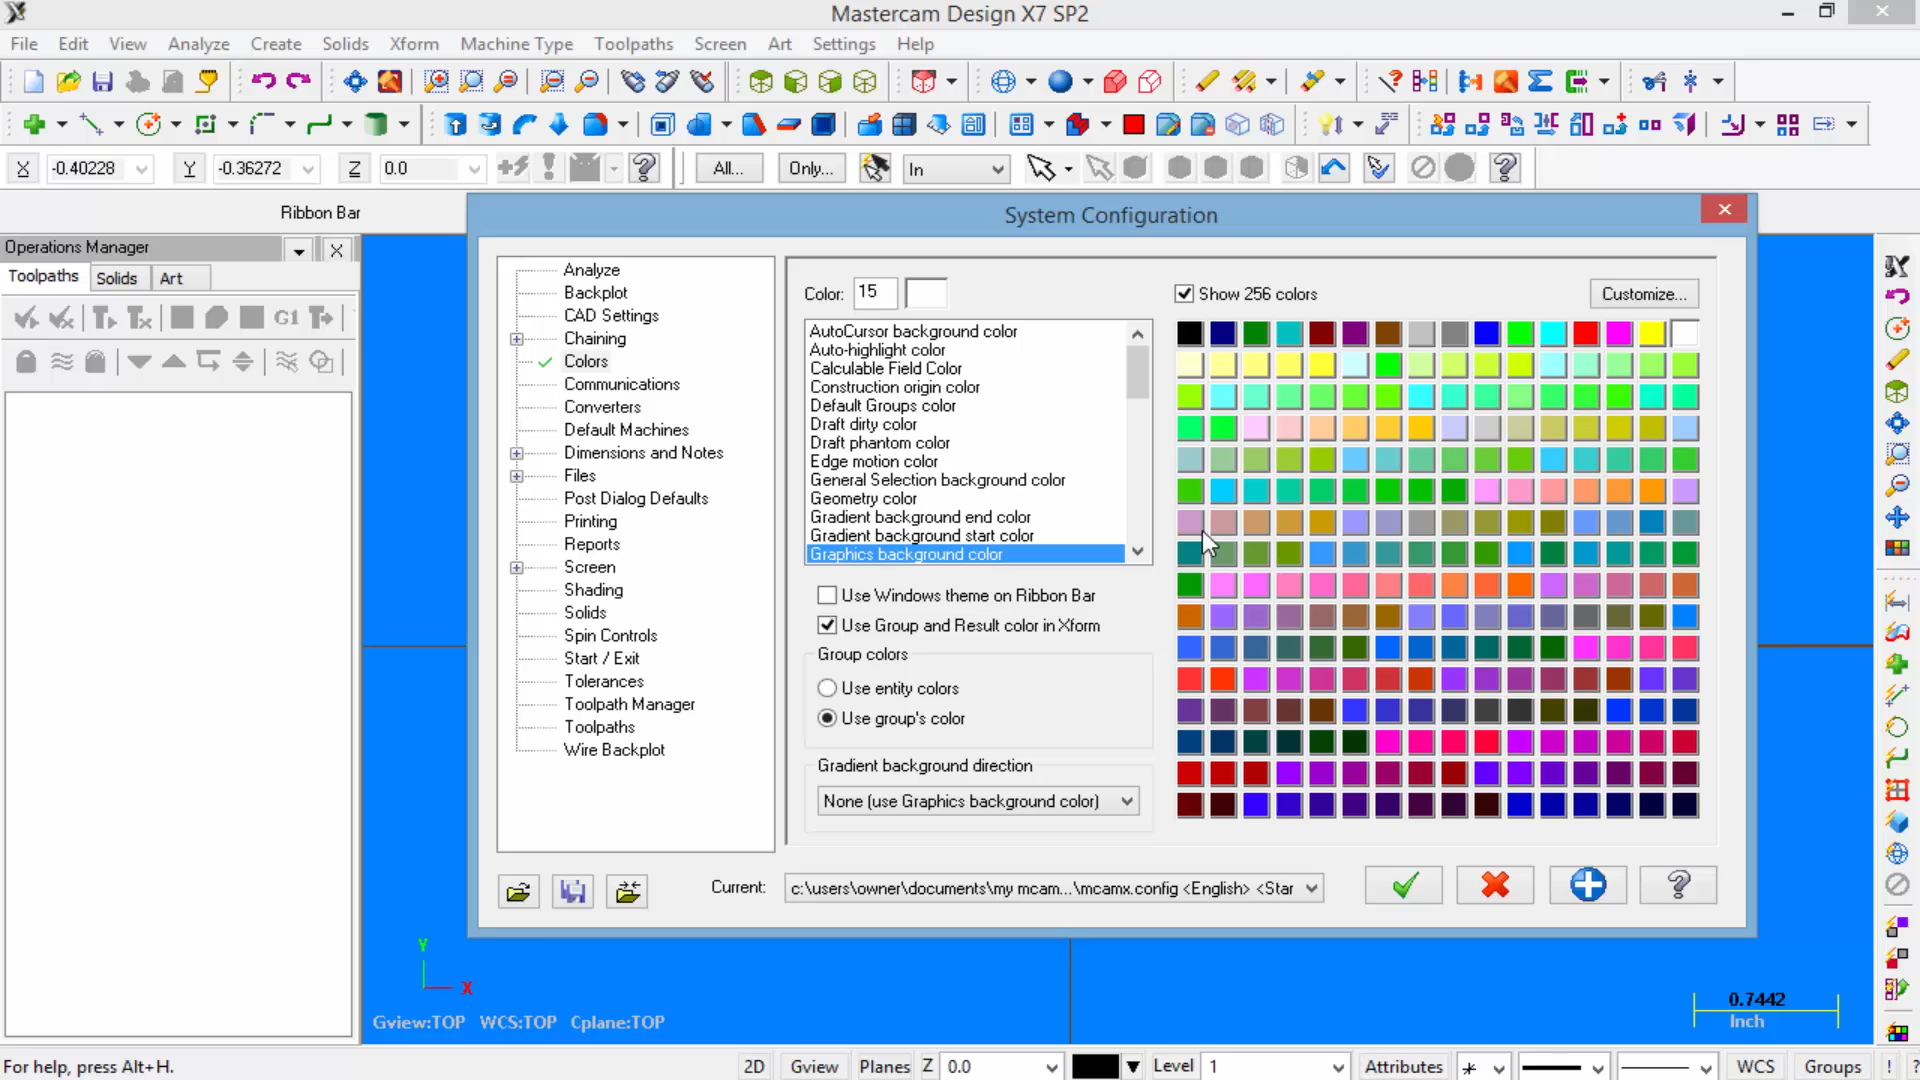 Mastercam Design X7 SP2
File Edit View Analyze Create Solids Xform Machine Type Toolpaths Screen Art Settings Help
X -0.40228 Y -0.36272 Z 0.0 All... Only... In
Ribbon Bar
System Configuration
Operations Manager
Toolpaths Solids Art
G1
Analyze
Backplot
CAD Settings
Chaining
Colors
Communications
Converters
Default Machines
Dimensions and Notes
Files
Post Dialog Defaults
Printing
Reports
Screen
Shading
Solids
Spin Controls
Start / Exit
Tolerances
Toolpath Manager
Toolpaths
Wire Backplot
Color: 15
Show 256 colors
Customize...
AutoCursor background color
Auto-highlight color
Calculable Field Color
Construction origin color
Default Groups color
Draft dirty color
Draft phantom color
Edge motion color
General Selection background color
Geometry color
Gradient background end color
Gradient background start color
Graphics background color
Use Windows theme on Ribbon Bar
Use Group and Result color in Xform
Group colors
Use entity colors
Use group's color
Gradient background direction
None (use Graphics background color)
Current: c:\users\owner\documents\my mcam...\mcamx.config <English> <Star
Y
X
Gview:TOP WCS:TOP Cplane:TOP
0.7442
Inch
For help, press Alt+H.
2D Gview Planes Z 0.0 Level 1 Attributes WCS Groups ! ?